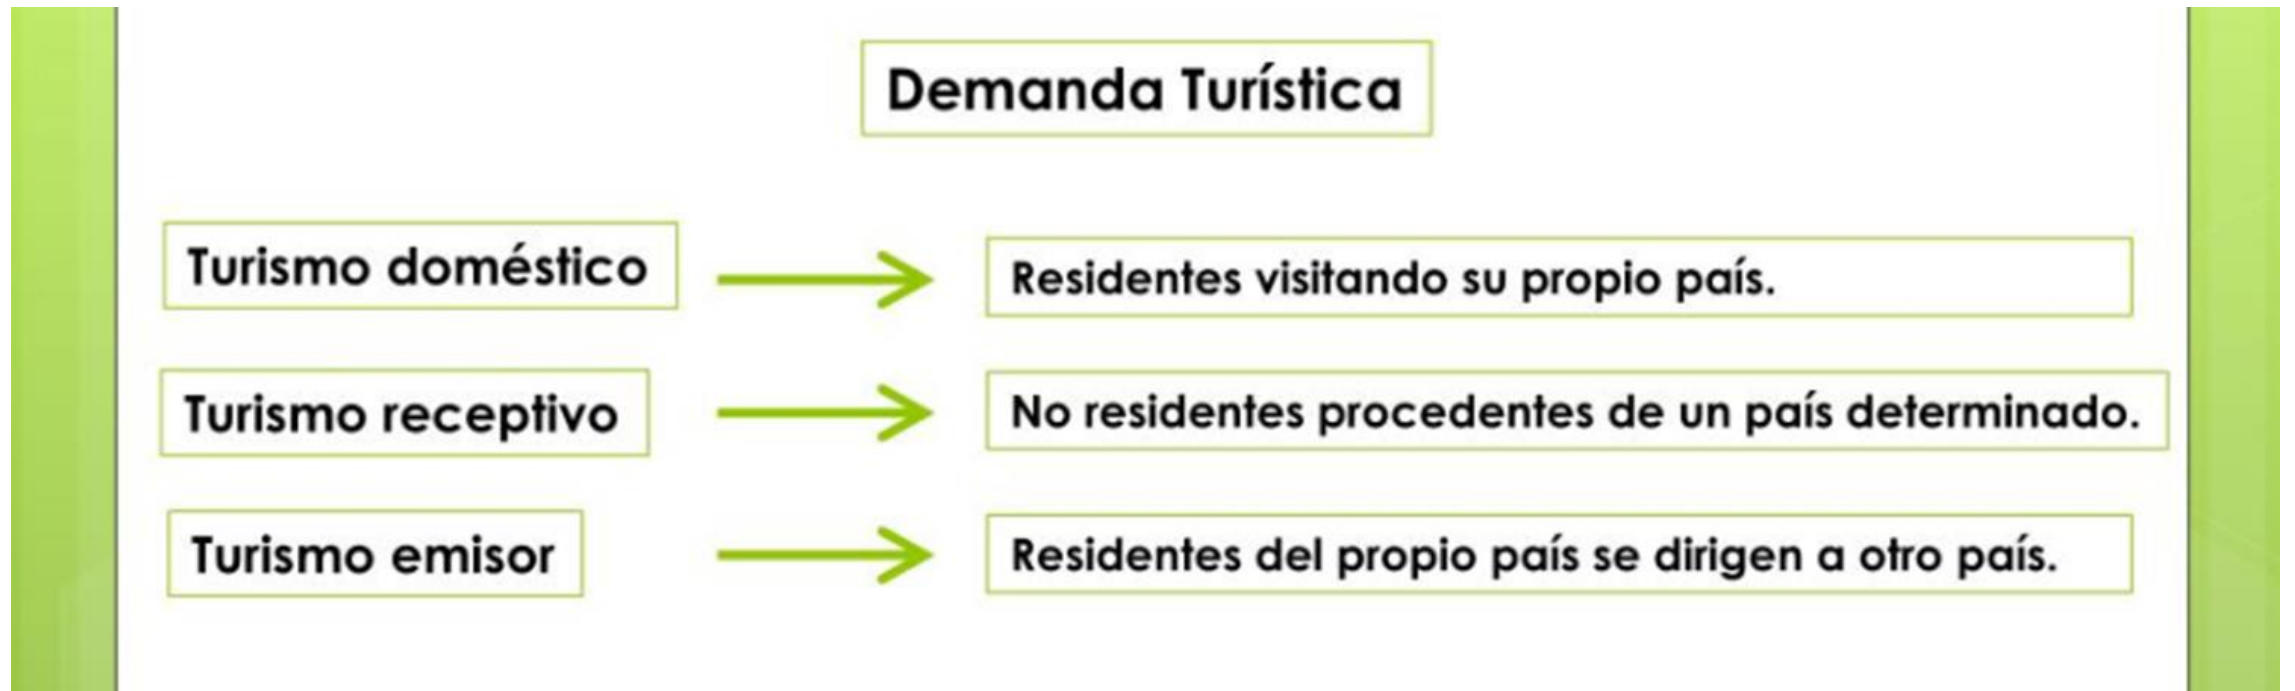 Demanda Turística
Turismo doméstico
Residentes visitando su propio país.
Turismo receptivo
No residentes procedentes de un país determinado.
Turismo emisor
Residentes del propio país se dirigen a otro país.